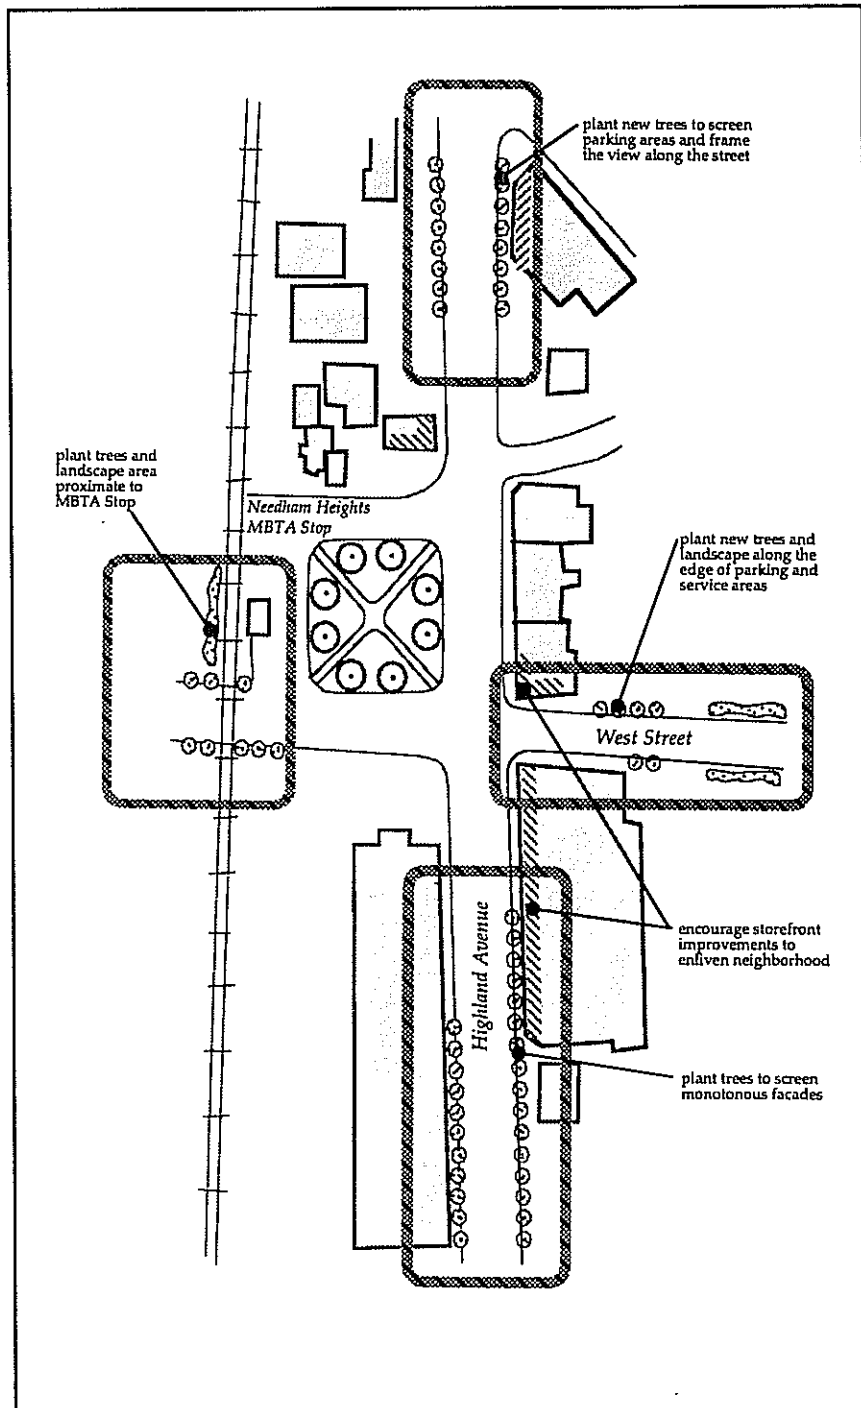 plant new trees to screen
parking areas and frame
the view along the street
plant trees and
landscape area
proximate to
MBTA Stop
Needham Heights
MBTA Stop
plant new trees and
landscape along the
edge of parking and
service areas
West Street
encourage storefront
improvements to
enliven neighborhood
Highland Avenue
plant trees to screen
monotonous facades